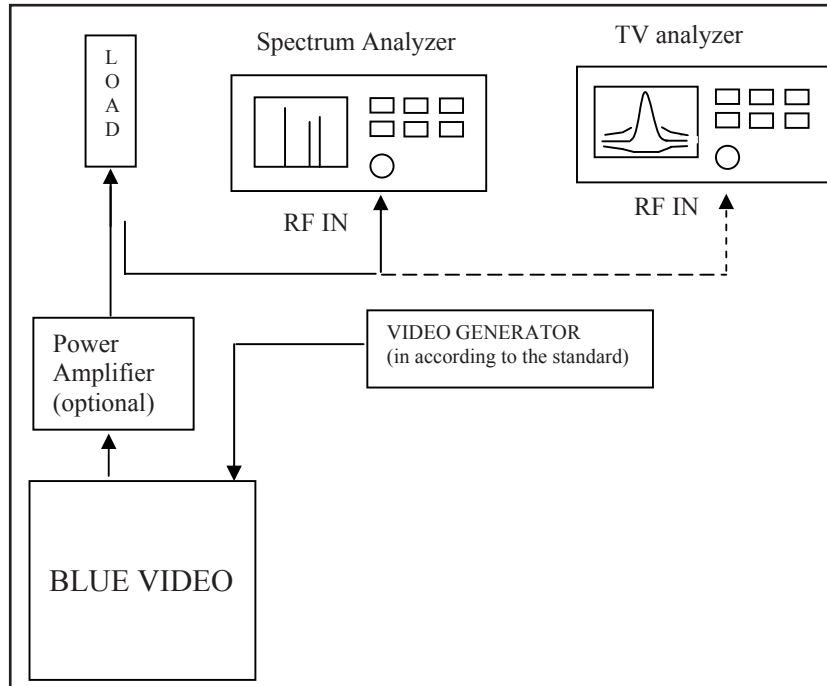 Spectrum Analyzer
TV analyzer
L
O
A
D
RF IN
RF IN
VIDEO GENERATOR
(in according to the standard)
Power
Amplifier
(optional)
BLUE VIDEO